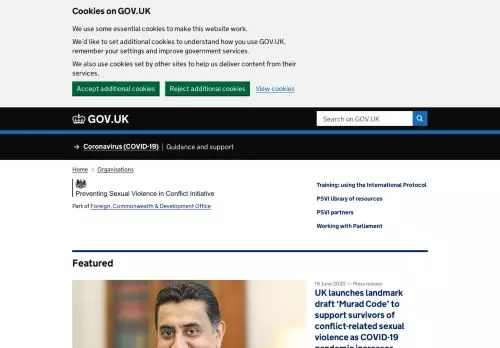 Cookies on GOV.UK
We use some essential cookies to make this website work.
We'd like to set additional cookies to understand how you use GOV.UK,
remember your settings and improve government services.
We also use cookies set by other sites to help us deliver content from their
services.
Accept additional cookies Reject additional cookies View cookies
GOV.UK Search on GOV.UK
→ Coronavirus (COVID-19) | Guidance and support
Home > Organisations
Preventing Sexual Violence in Conflict Initiative
Part of Foreign, Commonwealth & Development Office
Training: using the International Protocol
PSVI library of resources
PSVI partners
Working with Parliament
Featured
19 June 2020 — Press release
UK launches landmark
draft ‘Murad Code’ to
support survivors of
conflict-related sexual
violence as COVID-19
pandemic increases